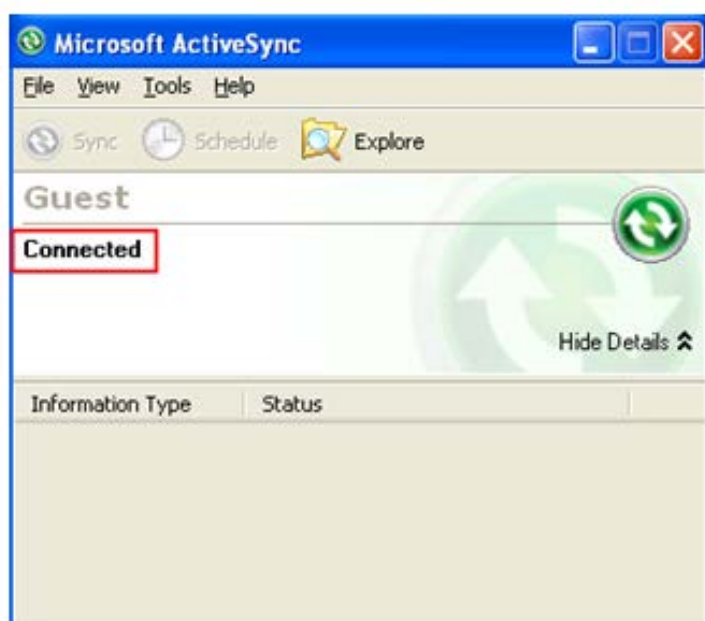 Microsoft ActiveSync
File View Tools Help
Sync Schedule Explore
Guest
Connected
Hide Details
Information Type Status